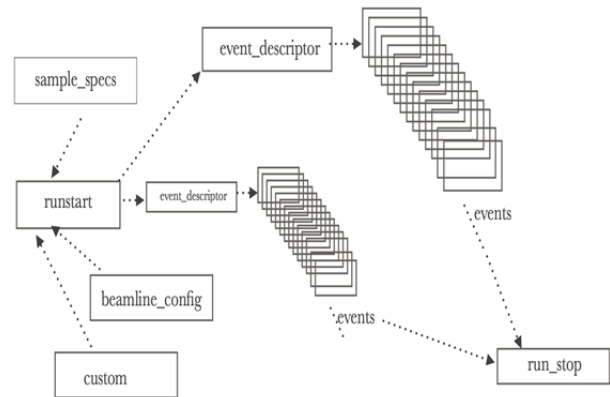 event_descriptor
sample_specs
runstart
event_descriptor
events
beamline_config
events
run_stop
custom